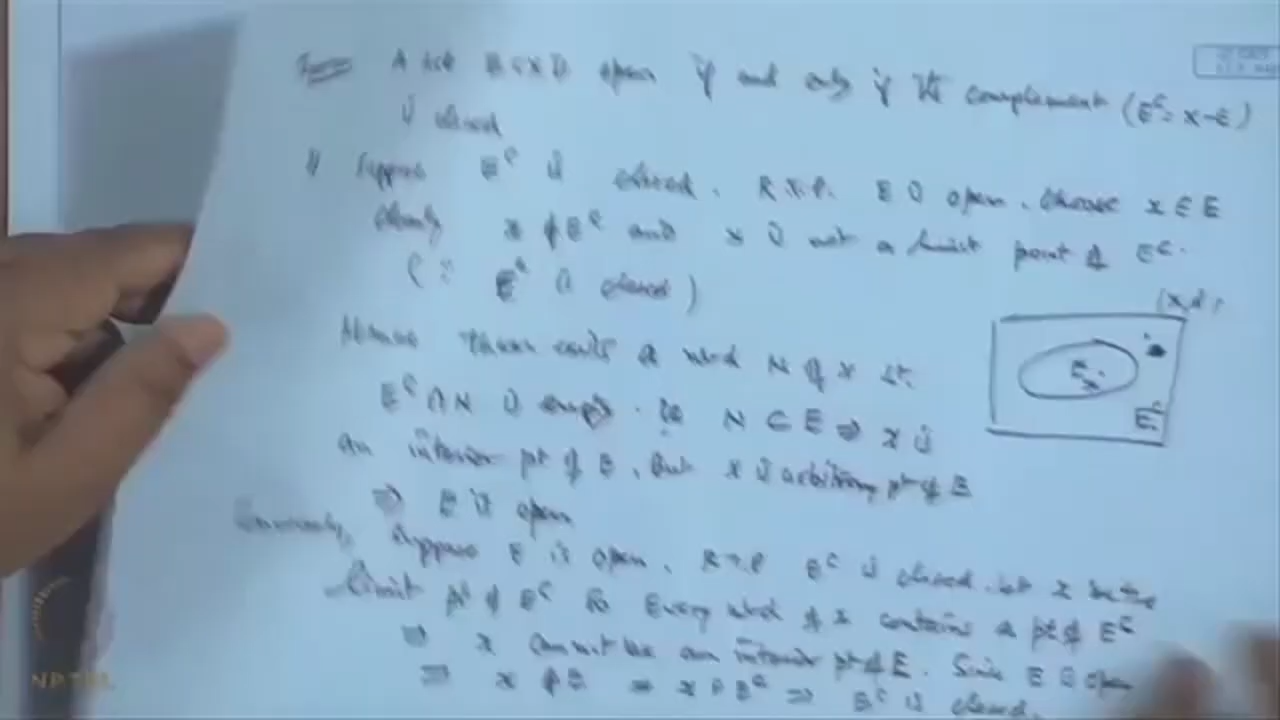 A set E ⊂ X is open if and only if its complement (E^c = X-E)
is closed
Suppose E^c is closed. R.T.P. E is open. Choose x ∈ E
clearly x ∉ E^c and x is not a limit point of E^c.
(∵ E^c is closed)
(X,d)
Hence there exists a nbd N of x st.
E^c ∩ N is empty. ie N ⊂ E ⇒ x is
E x
E^c
an interior pt of E. But x is arbitrary pt of E
⇒ E is open
Conversely, Suppose E is open. R.T.P E^c is closed. Let x be the
limit pt of E^c So Every nbd of x contains a pt of E^c
⇒ x cannot be an interior pt of E. Since E is open
⇒ x ∉ E ⇒ x ∈ E^c ⇒ E^c is closed.
NPTEL